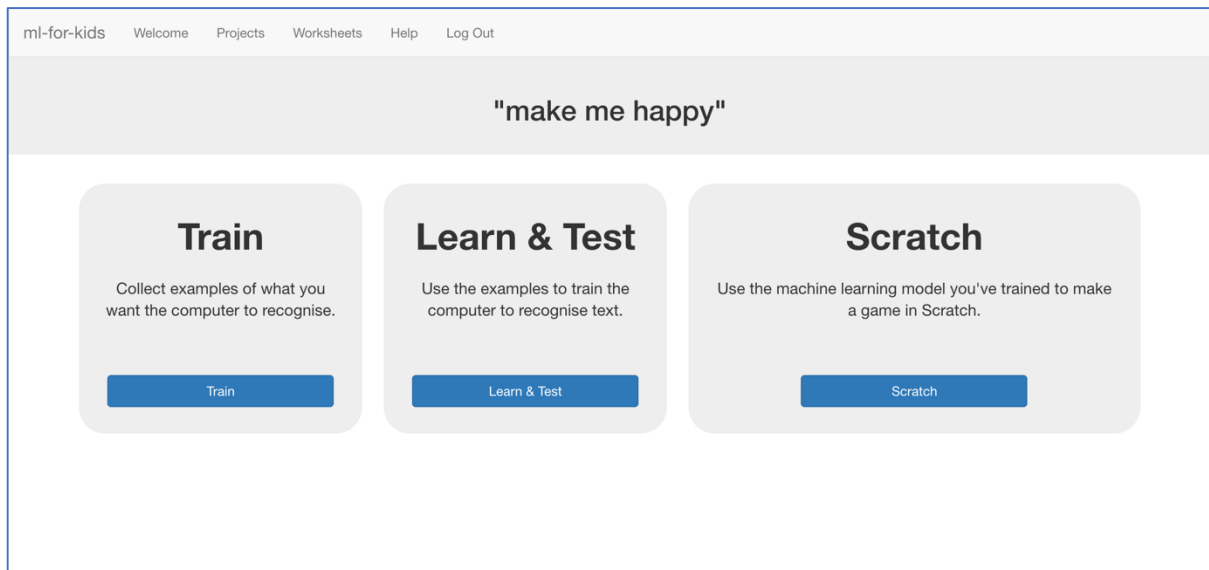 ml-for-kids Welcome Projects Worksheets Help Log Out
"make me happy"
Train
Collect examples of what you
want the computer to recognise.
Train
Learn & Test
Use the examples to train the
computer to recognise text.
Learn & Test
Scratch
Use the machine learning model you've trained to make
a game in Scratch.
Scratch